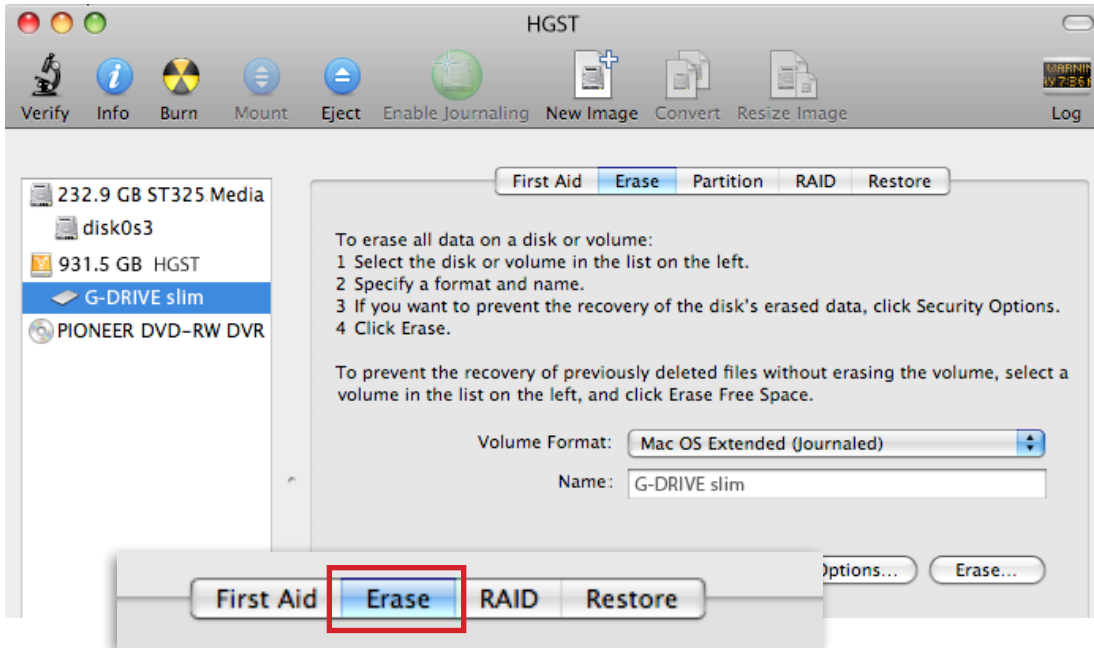 HGST
Verify Info Burn Mount Eject Enable Journaling New Image Convert Resize Image Log
232.9 GB ST325 Media
disk0s3
931.5 GB HGST
G-DRIVE slim
PIONEER DVD-RW DVR
First Aid Erase Partition RAID Restore
To erase all data on a disk or volume:
1 Select the disk or volume in the list on the left.
2 Specify a format and name.
3 If you want to prevent the recovery of the disk's erased data, click Security Options.
4 Click Erase.
To prevent the recovery of previously deleted files without erasing the volume, select a
volume in the list on the left, and click Erase Free Space.
Volume Format: Mac OS Extended (Journaled)
Name: G-DRIVE slim
Erase...
First Aid Erase RAID Restore